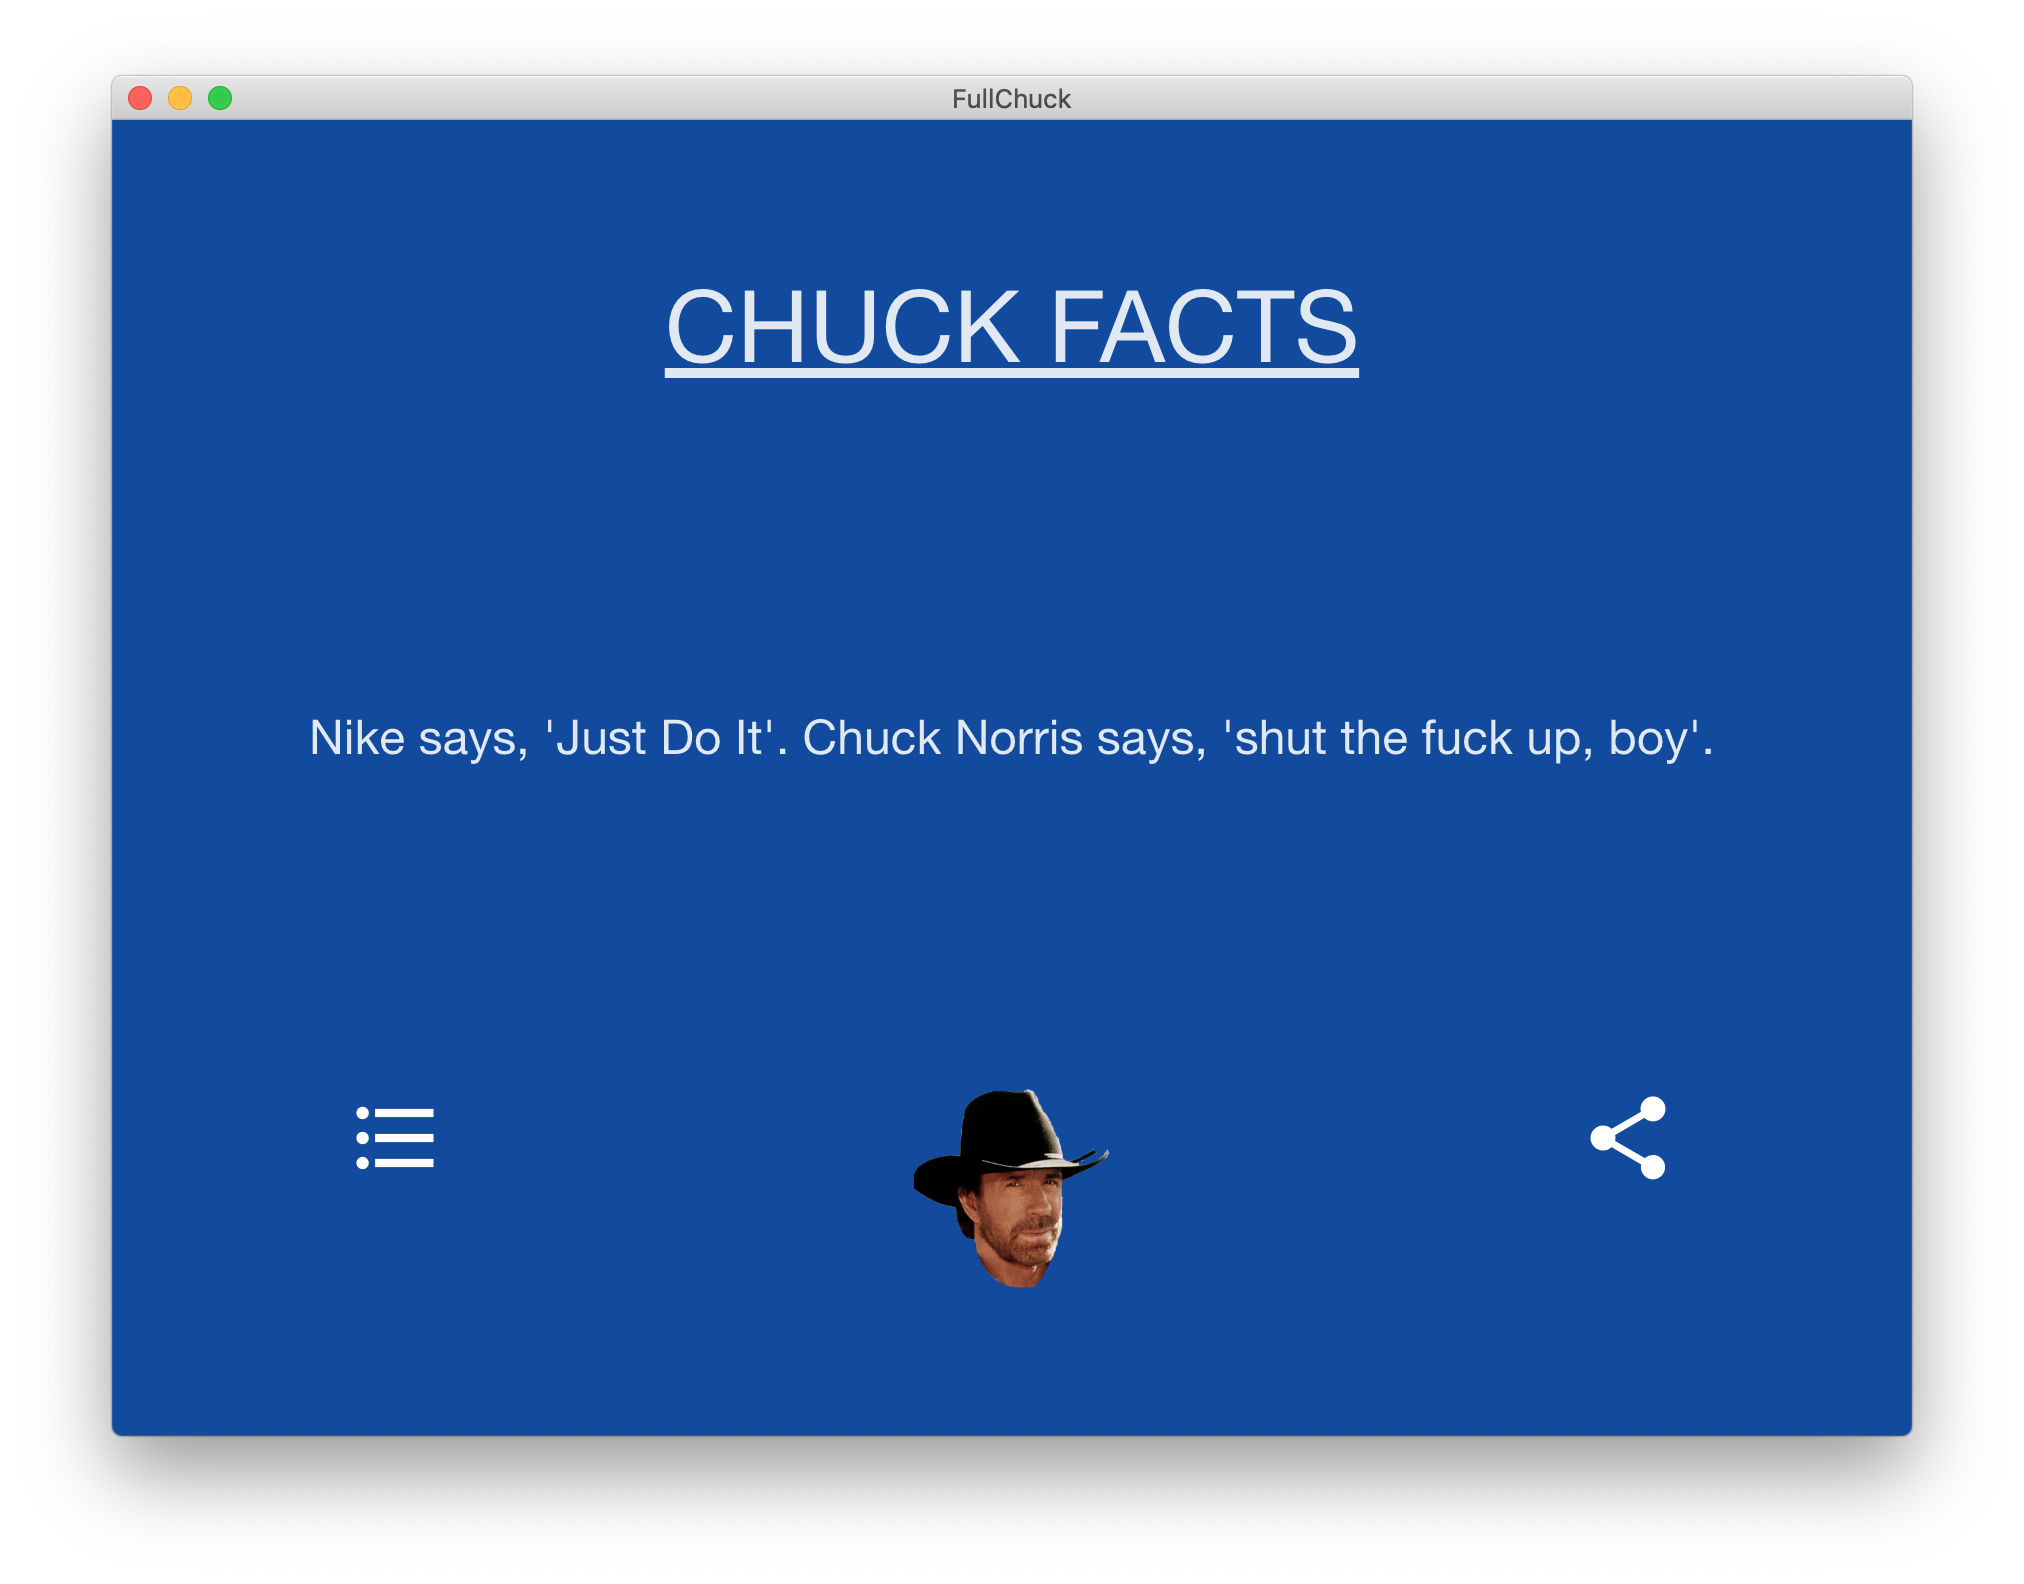 FullChuck
CHUCK FACTS
Nike says, 'Just Do It'. Chuck Norris says, 'shut the fuck up, boy'.